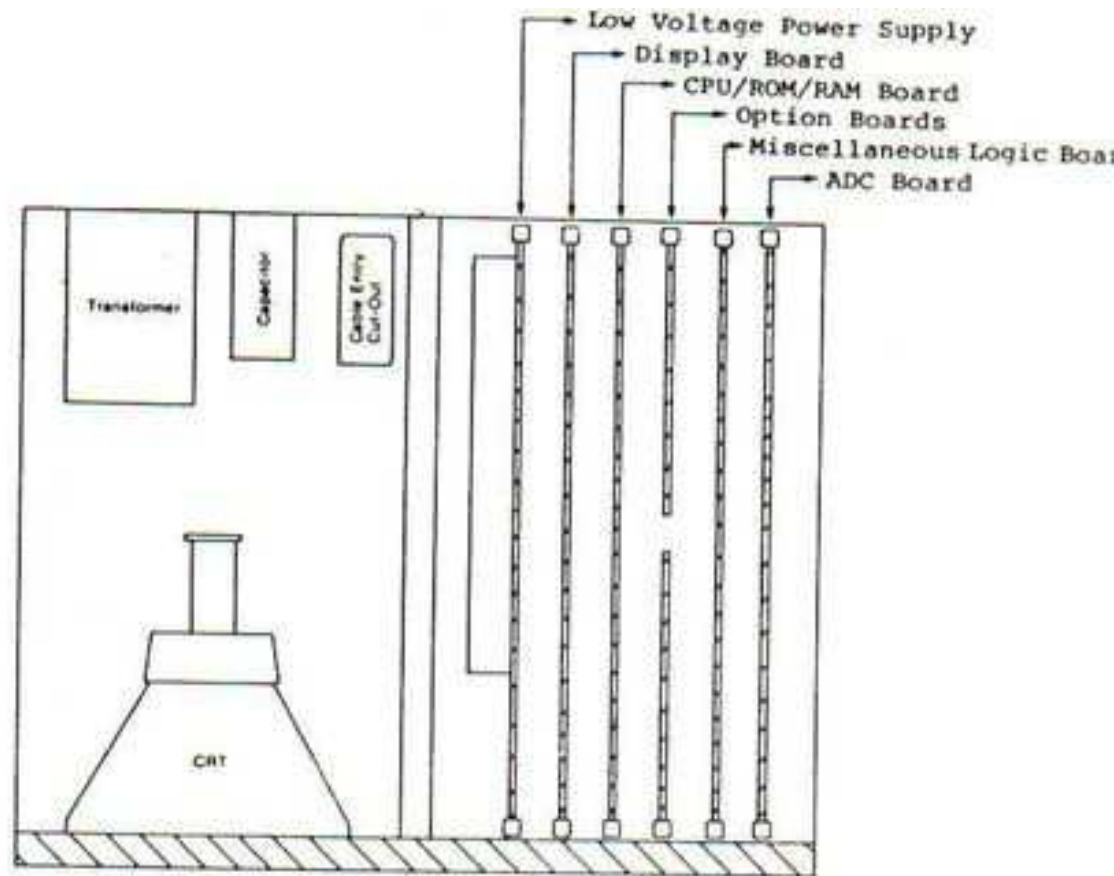 Low Voltage Power Supply
Display Board
CPU/ROM/RAM Board
Option Boards
Miscellaneous Logic Boar
ADC Board
Transformer
Capacitor
Cable Entry
Cut-Out
CRT